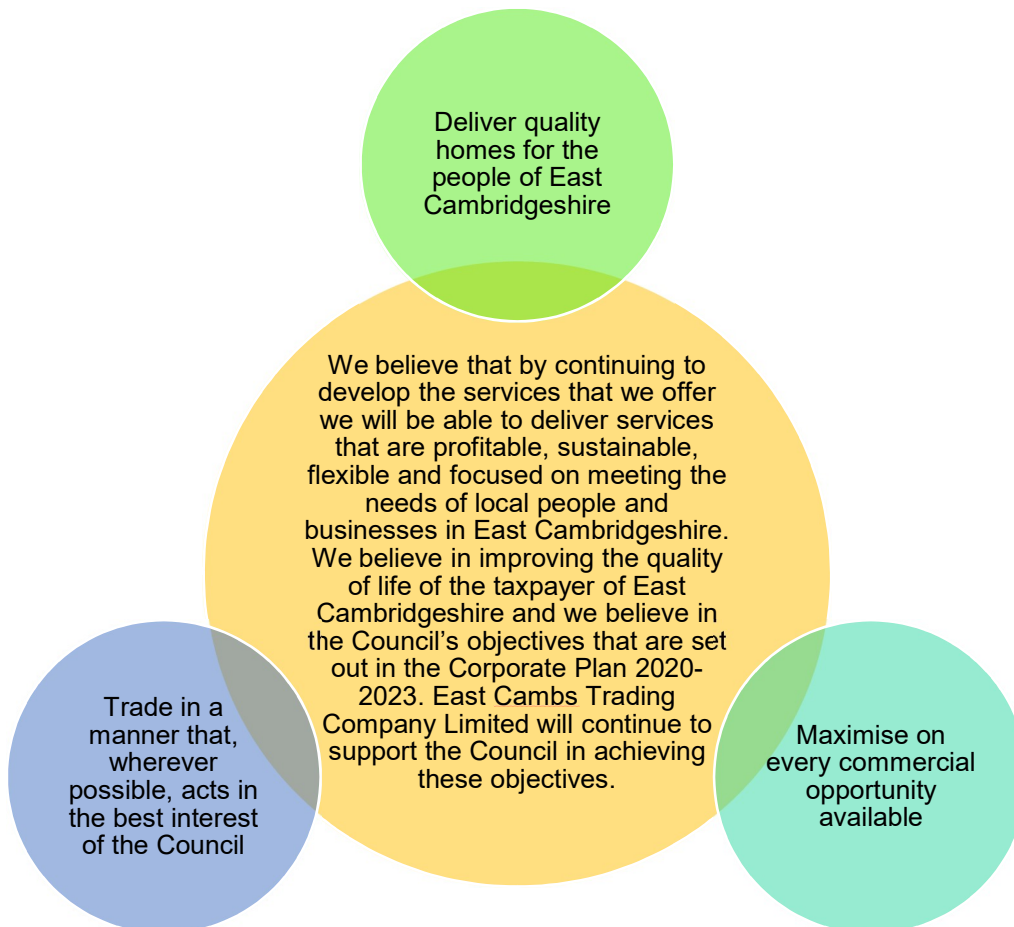 Deliver quality
homes for the
people of East
Cambridgeshire
We believe that by continuing to
develop the services that we offer
we will be able to deliver services
that are profitable, sustainable,
flexible and focused on meeting the
needs of local people and
businesses in East Cambridgeshire.
We believe in improving the quality
of life of the taxpayer of East
Cambridgeshire and we believe in
the Council’s objectives that are set
out in the Corporate Plan 2020-
2023. East Cambs Trading
Company Limited will continue to
support the Council in achieving
these objectives.
Trade in a
manner that,
wherever
possible, acts in
the best interest
of the Council
Maximise on
every commercial
opportunity
available